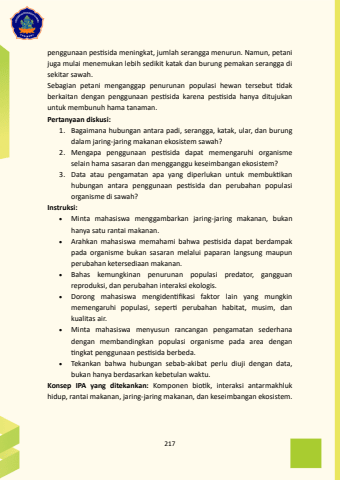 penggunaan pestisida meningkat, jumlah serangga menurun. Namun, petani
juga mulai menemukan lebih sedikit katak dan burung pemakan serangga di
sekitar sawah.
Sebagian petani menganggap penurunan populasi hewan tersebut tidak
berkaitan dengan penggunaan pestisida karena pestisida hanya ditujukan
untuk membunuh hama tanaman.
Pertanyaan diskusi:
1. Bagaimana hubungan antara padi, serangga, katak, ular, dan burung
dalam jaring-jaring makanan ekosistem sawah?
2. Mengapa penggunaan pestisida dapat memengaruhi organisme
selain hama sasaran dan mengganggu keseimbangan ekosistem?
3. Data atau pengamatan apa yang diperlukan untuk membuktikan
hubungan antara penggunaan pestisida dan perubahan populasi
organisme di sawah?
Instruksi:
• Minta mahasiswa menggambarkan jaring-jaring makanan, bukan
hanya satu rantai makanan.
• Arahkan mahasiswa memahami bahwa pestisida dapat berdampak
pada organisme bukan sasaran melalui paparan langsung maupun
perubahan ketersediaan makanan.
• Bahas kemungkinan penurunan populasi predator, gangguan
reproduksi, dan perubahan interaksi ekologis.
• Dorong mahasiswa mengidentifikasi faktor lain yang mungkin
memengaruhi populasi, seperti perubahan habitat, musim, dan
kualitas air.
• Minta mahasiswa menyusun rancangan pengamatan sederhana
dengan membandingkan populasi organisme pada area dengan
tingkat penggunaan pestisida berbeda.
• Tekankan bahwa hubungan sebab-akibat perlu diuji dengan data,
bukan hanya berdasarkan kebetulan waktu.
Konsep IPA yang ditekankan: Komponen biotik, interaksi antarmakhluk
hidup, rantai makanan, jaring-jaring makanan, dan keseimbangan ekosistem.
217